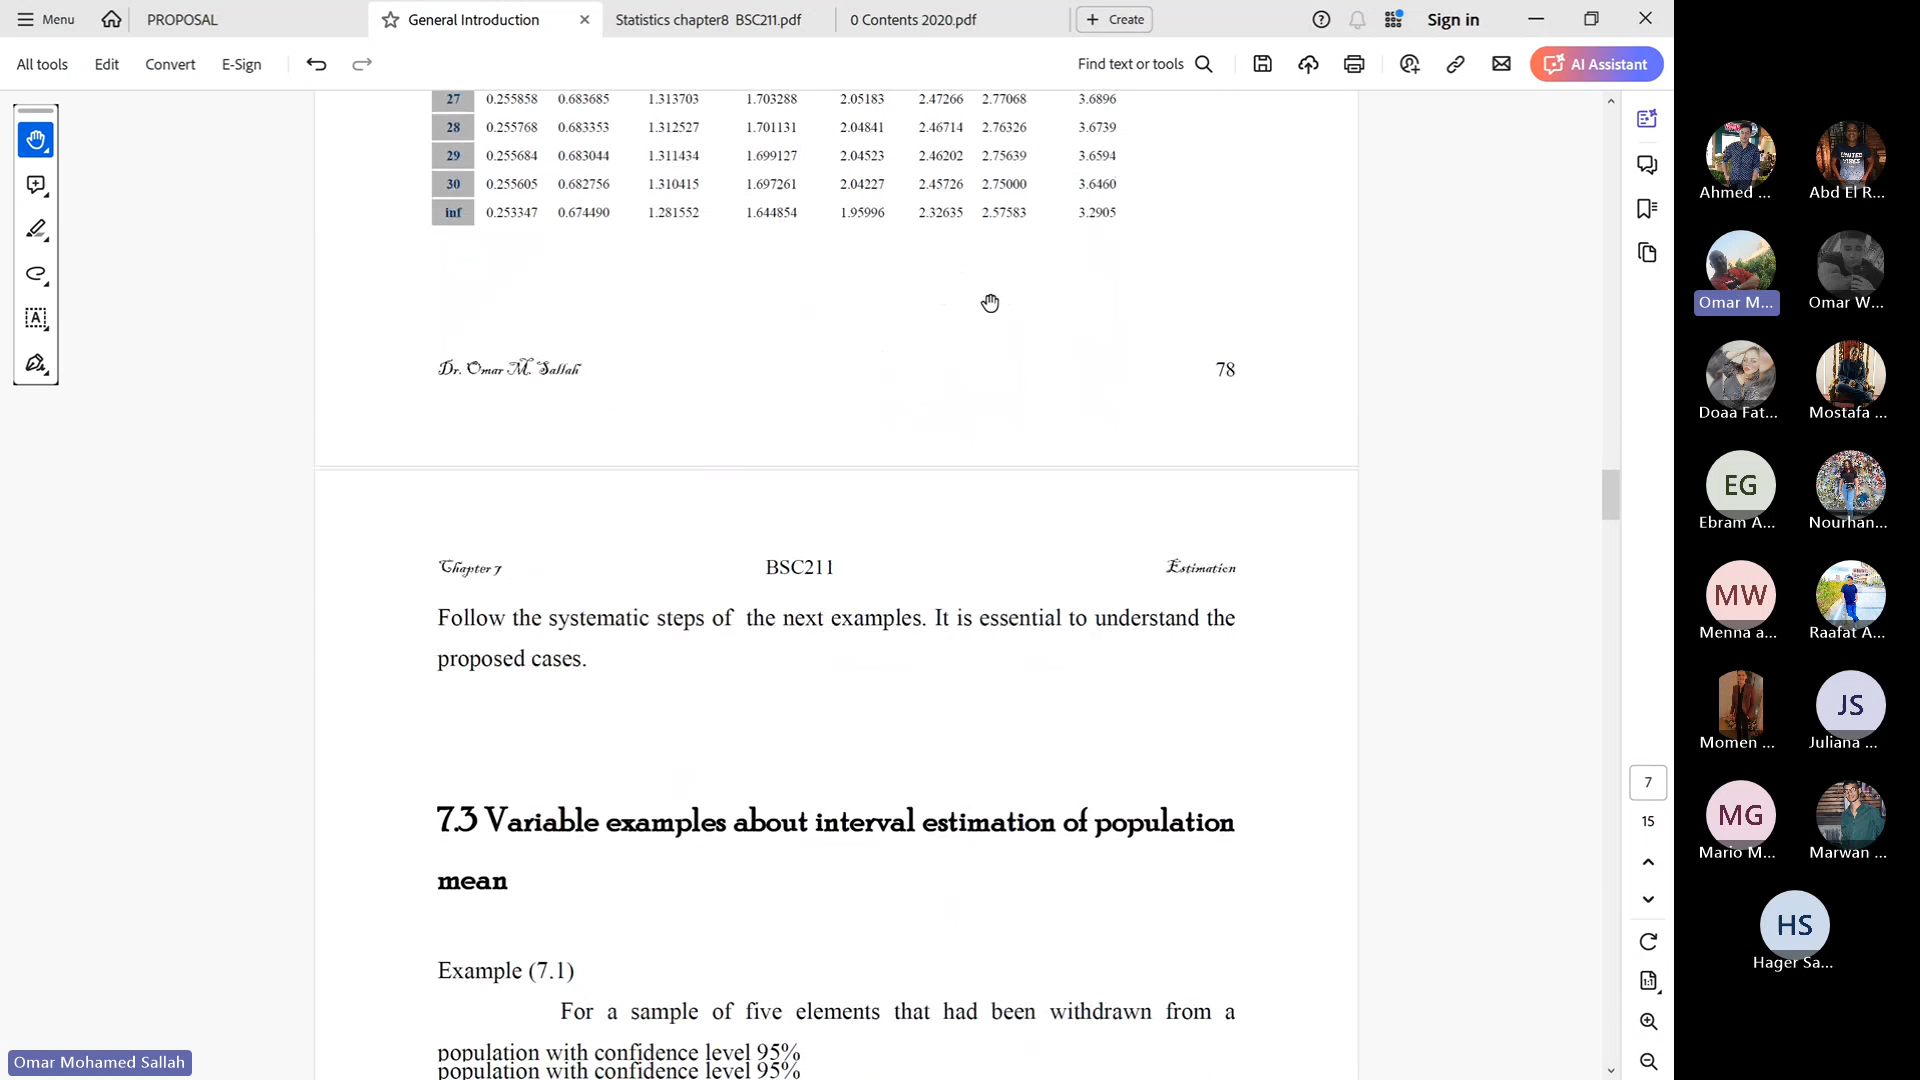 Menu
PROPOSAL
General Introduction
Statistics chapter8 BSC211.pdf
0 Contents 2020.pdf
Create
Sign in
All tools
Edit
Convert
E-Sign
Find text or tools
AI Assistant
27 0.255858 0.683685 1.313703 1.703288 2.05183 2.47266 2.77068 3.6896
28 0.255768 0.683353 1.312527 1.701131 2.04841 2.46714 2.76326 3.6739
29 0.255684 0.683044 1.311434 1.699127 2.04523 2.46202 2.75639 3.6594
30 0.255605 0.682756 1.310415 1.697261 2.04227 2.45726 2.75000 3.6460
inf 0.253347 0.674490 1.281552 1.644854 1.95996 2.32635 2.57583 3.2905
Dr. Omar M. Sallah 78
Chapter 7 BSC211 Estimation
Follow the systematic steps of the next examples. It is essential to understand the
proposed cases.
7.3 Variable examples about interval estimation of population
mean
Example (7.1)
For a sample of five elements that had been withdrawn from a
population with confidence level 95%
population with confidence level 95%
7
15
Omar Mohamed Sallah
Ahmed ...
Abd El R...
Omar M...
Omar W...
Doaa Fat...
Mostafa ...
EG
Ebram A...
Nourhan...
MW
Menna a...
Raafat A...
Momen ...
JS
Juliana ...
MG
Mario M...
Marwan ...
HS
Hager Sa...